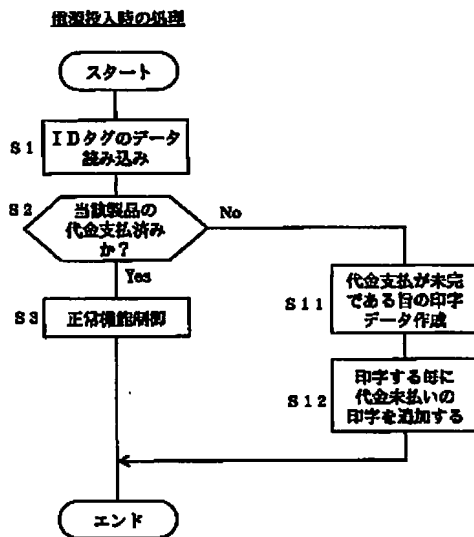 電源投入時の処理
スタート
S1
IDタグのデータ
読み込み
S2
当該製品の
代金支払済み
か?
No
Yes
S3
正常機能制御
S11
代金支払が未完
である旨の印字
データ作成
S12
印字する毎に
代金未払いの
印字を追加する
エンド